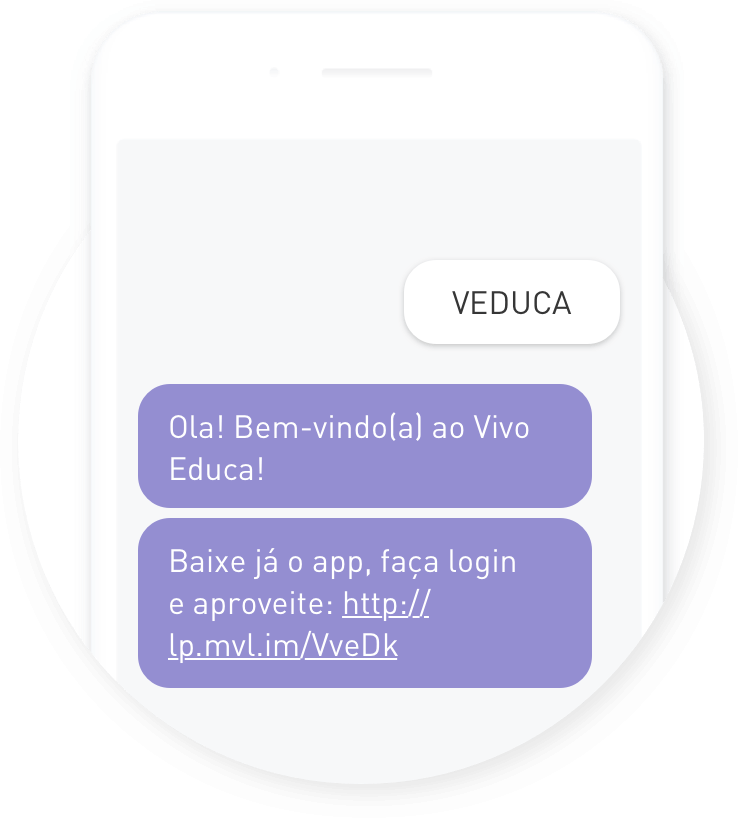 VEDUCA
Ola! Bem-vindo(a) ao Vivo
Educa!
Baixe já o app, faça login
e aproveite: http://
lp.mvl.im/VveDk